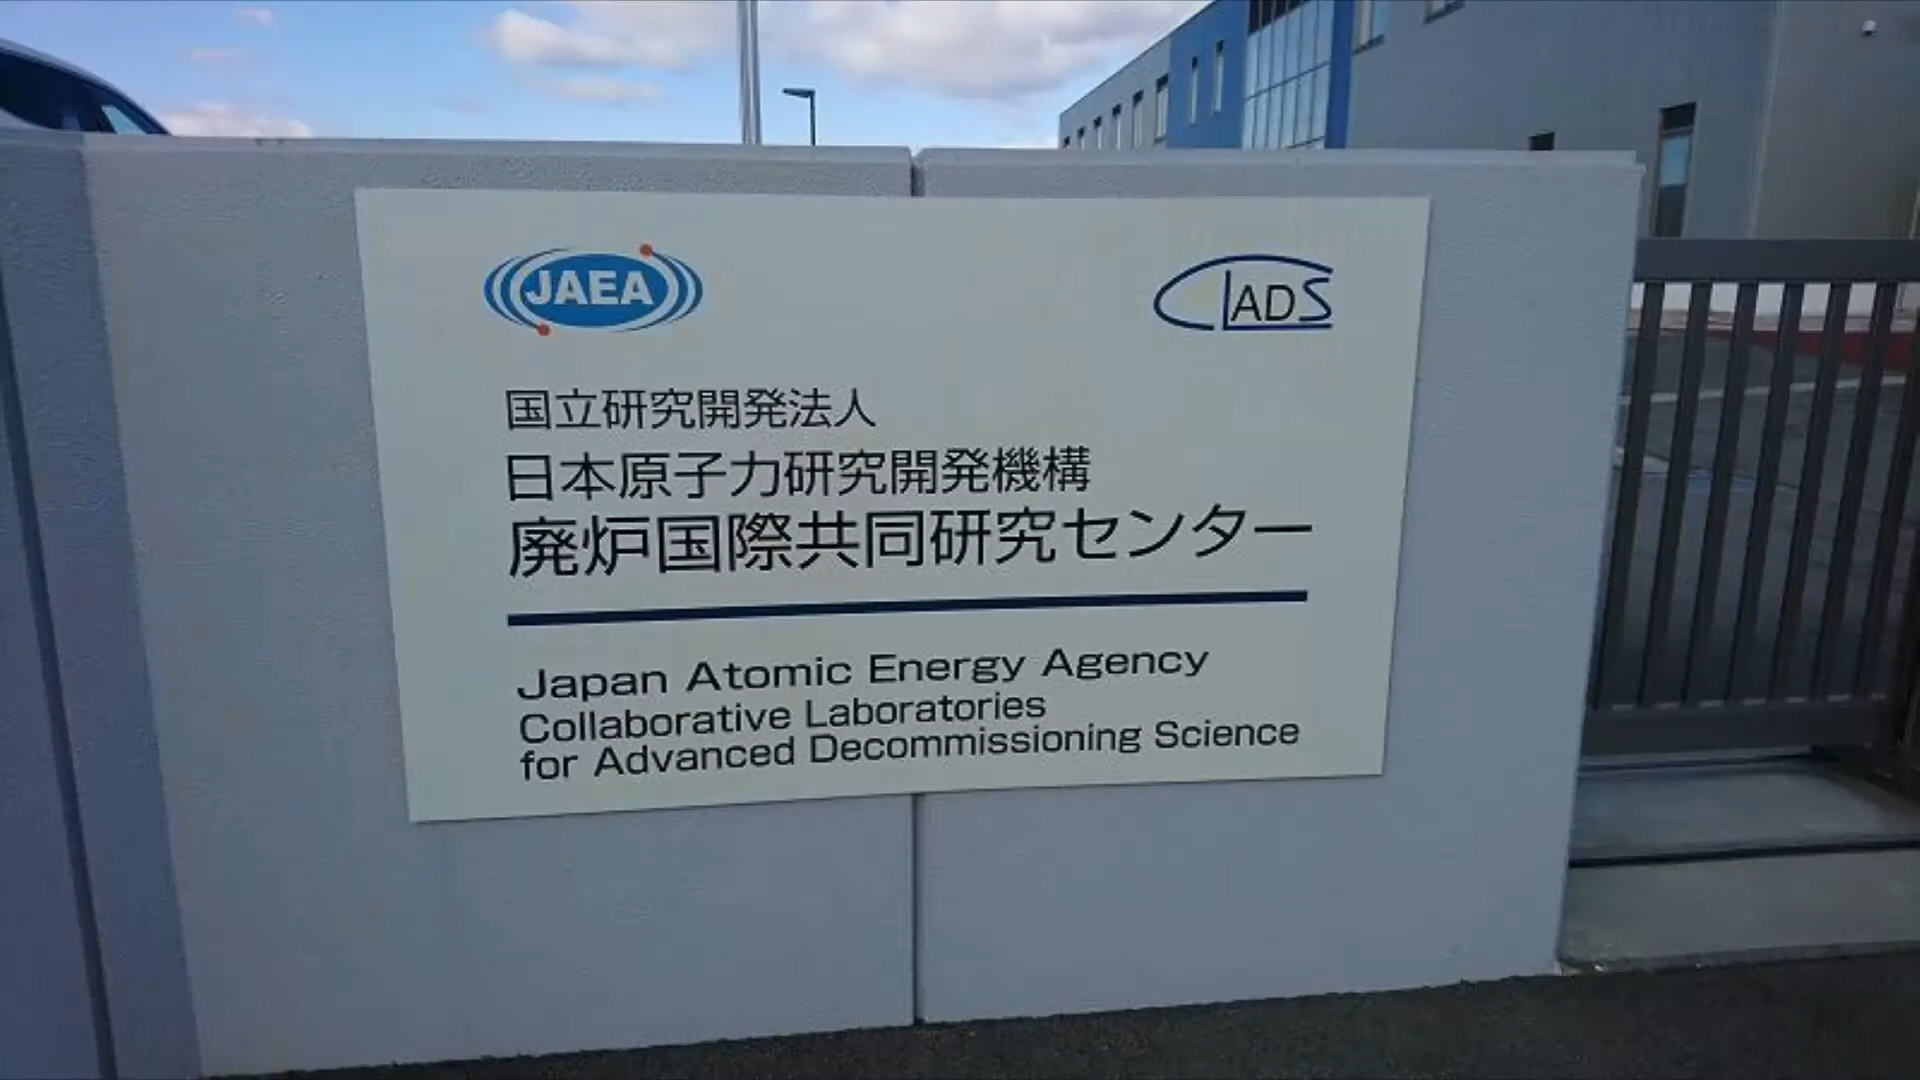 JAEA
CLADS
国立研究開発法人
日本原子力研究開発機構
廃炉国際共同研究センター
Japan Atomic Energy Agency
Collaborative Laboratories
for Advanced Decommissioning Science